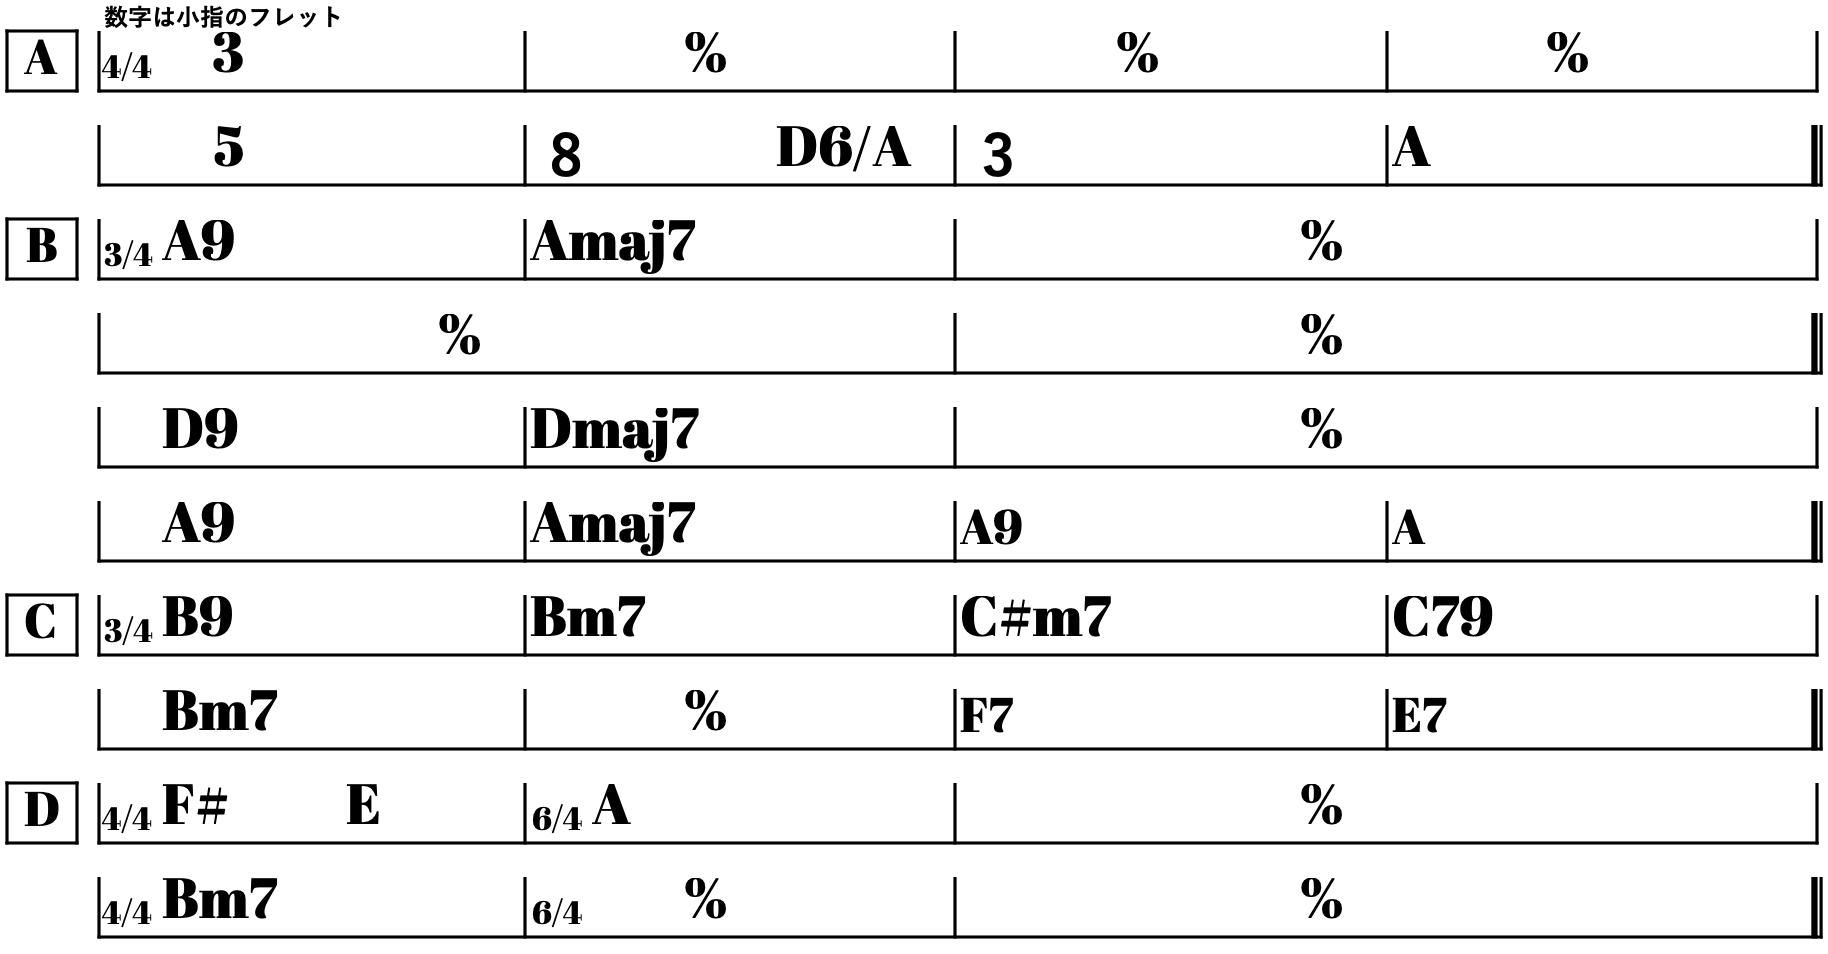 数字は小指のフレット
A 4/4 3 % % %
5 8 D6/A 3 A
B 3/4 A9 Amaj7 %
% %
D9 Dmaj7 %
A9 Amaj7 A9 A
C 3/4 B9 Bm7 C#m7 C79
Bm7 % F7 E7
D 4/4 F# E 6/4 A %
4/4 Bm7 6/4 % %